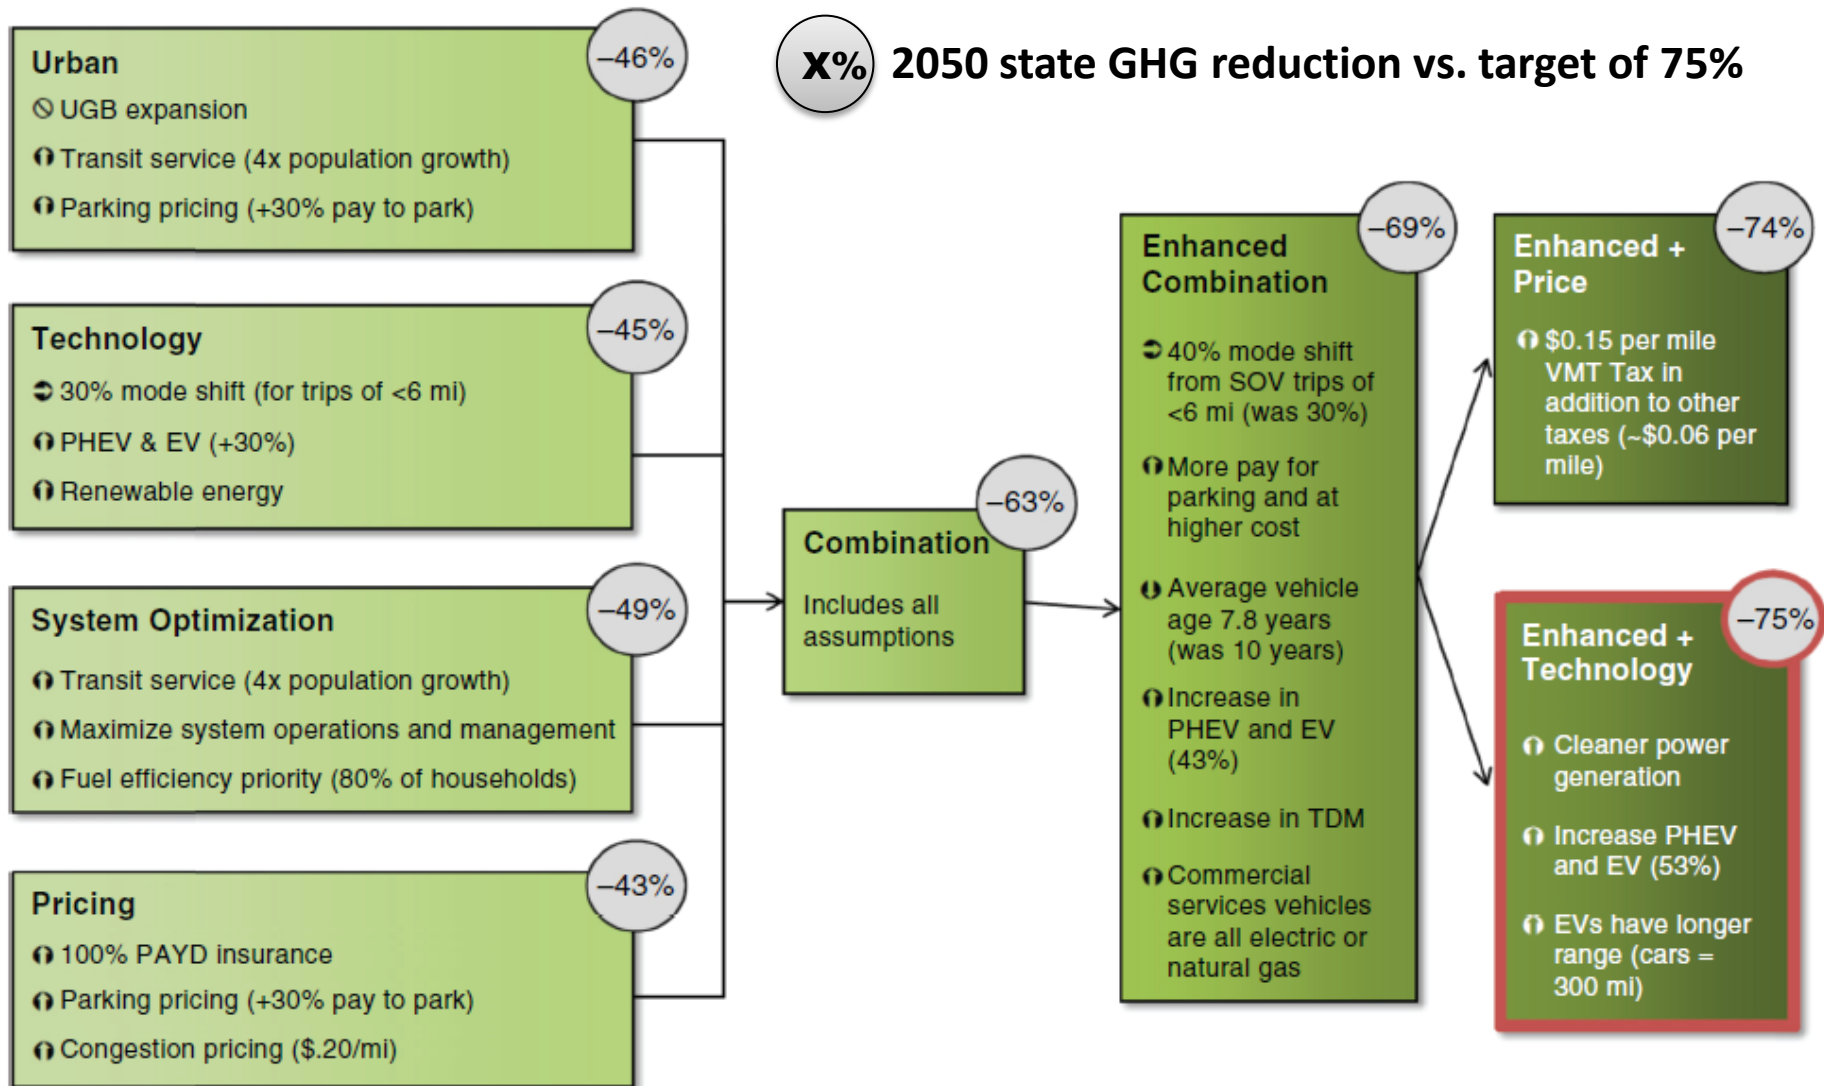 X% 2050 state GHG reduction vs. target of 75%
Urban
–46%
UGB expansion
Transit service (4x population growth)
Parking pricing (+30% pay to park)
Technology
–45%
30% mode shift (for trips of <6 mi)
PHEV & EV (+30%)
Renewable energy
System Optimization
–49%
Transit service (4x population growth)
Maximize system operations and management
Fuel efficiency priority (80% of households)
Pricing
–43%
100% PAYD insurance
Parking pricing (+30% pay to park)
Congestion pricing ($.20/mi)
Combination
–63%
Includes all
assumptions
Enhanced
Combination
–69%
40% mode shift
from SOV trips of
<6 mi (was 30%)
More pay for
parking and at
higher cost
Average vehicle
age 7.8 years
(was 10 years)
Increase in
PHEV and EV
(43%)
Increase in TDM
Commercial
services vehicles
are all electric or
natural gas
Enhanced +
Price
–74%
$0.15 per mile
VMT Tax in
addition to other
taxes (~$0.06 per
mile)
Enhanced +
Technology
–75%
Cleaner power
generation
Increase PHEV
and EV (53%)
EVs have longer
range (cars =
300 mi)